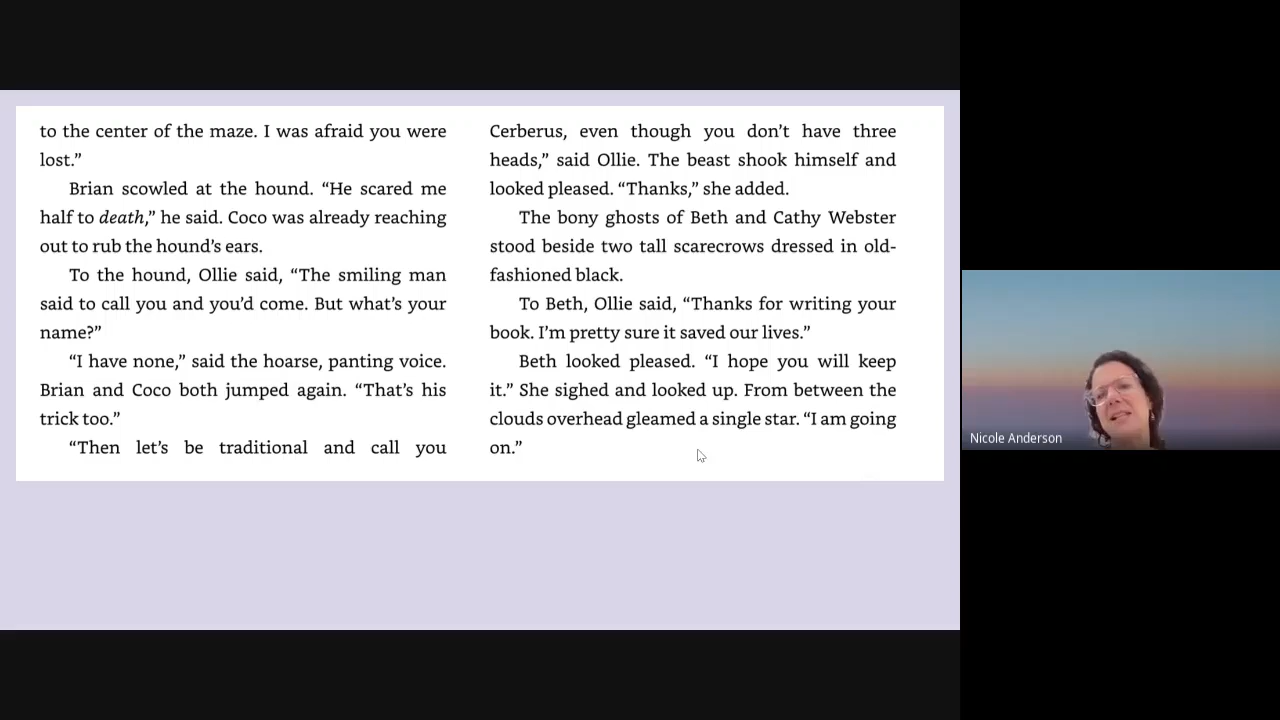 to the center of the maze. I was afraid you were
lost.”
Brian scowled at the hound. “He scared me
half to death,” he said. Coco was already reaching
out to rub the hound’s ears.
To the hound, Ollie said, “The smiling man
said to call you and you’d come. But what’s your
name?”
“I have none,” said the hoarse, panting voice.
Brian and Coco both jumped again. “That’s his
trick too.”
“Then let’s be traditional and call you
Cerberus, even though you don’t have three
heads,” said Ollie. The beast shook himself and
looked pleased. “Thanks,” she added.
The bony ghosts of Beth and Cathy Webster
stood beside two tall scarecrows dressed in old-
fashioned black.
To Beth, Ollie said, “Thanks for writing your
book. I’m pretty sure it saved our lives.”
Beth looked pleased. “I hope you will keep
it.” She sighed and looked up. From between the
clouds overhead gleamed a single star. “I am going
on.”
Nicole Anderson